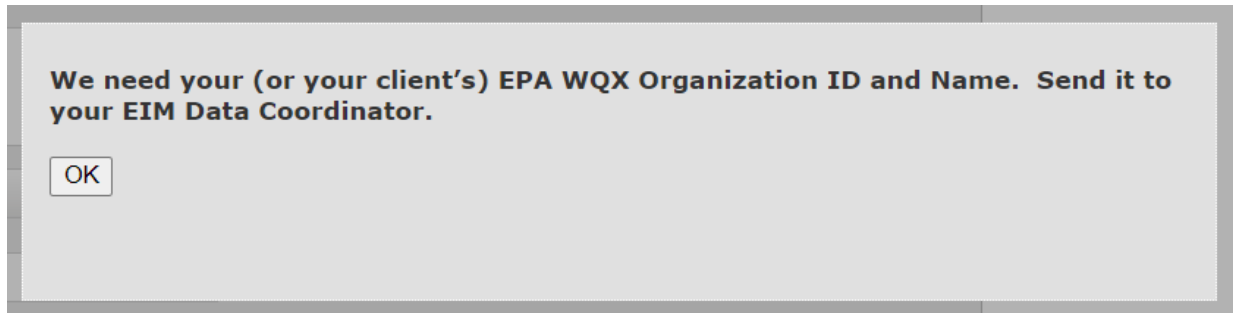 We need your (or your client’s) EPA WQX Organization ID and Name.  Send it to
your EIM Data Coordinator.
OK